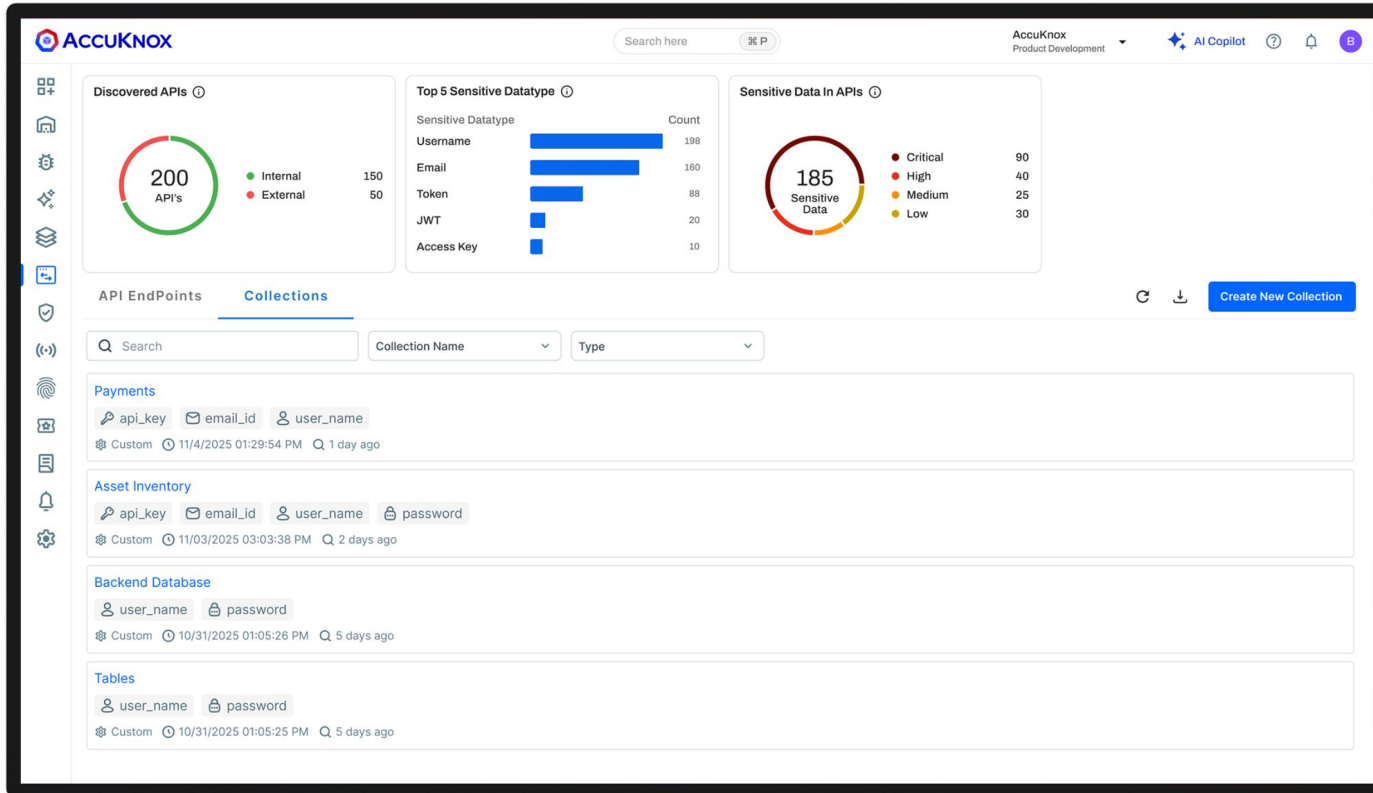 ACCUKNOX
Search here ⌘ P
AccuKnox
Product Development
AI Copilot
B
Discovered APIs
200
API's
Internal 150
External 50
Top 5 Sensitive Datatype
Sensitive Datatype Count
Username 198
Email 160
Token 88
JWT 20
Access Key 10
Sensitive Data In APIs
185
Sensitive
Data
Critical 90
High 40
Medium 25
Low 30
API EndPoints Collections
Create New Collection
Search Collection Name Type
Payments
api_key email_id user_name
Custom 11/4/2025 01:29:54 PM 1 day ago
Asset Inventory
api_key email_id user_name password
Custom 11/03/2025 03:03:38 PM 2 days ago
Backend Database
user_name password
Custom 10/31/2025 01:05:26 PM 5 days ago
Tables
user_name password
Custom 10/31/2025 01:05:25 PM 5 days ago